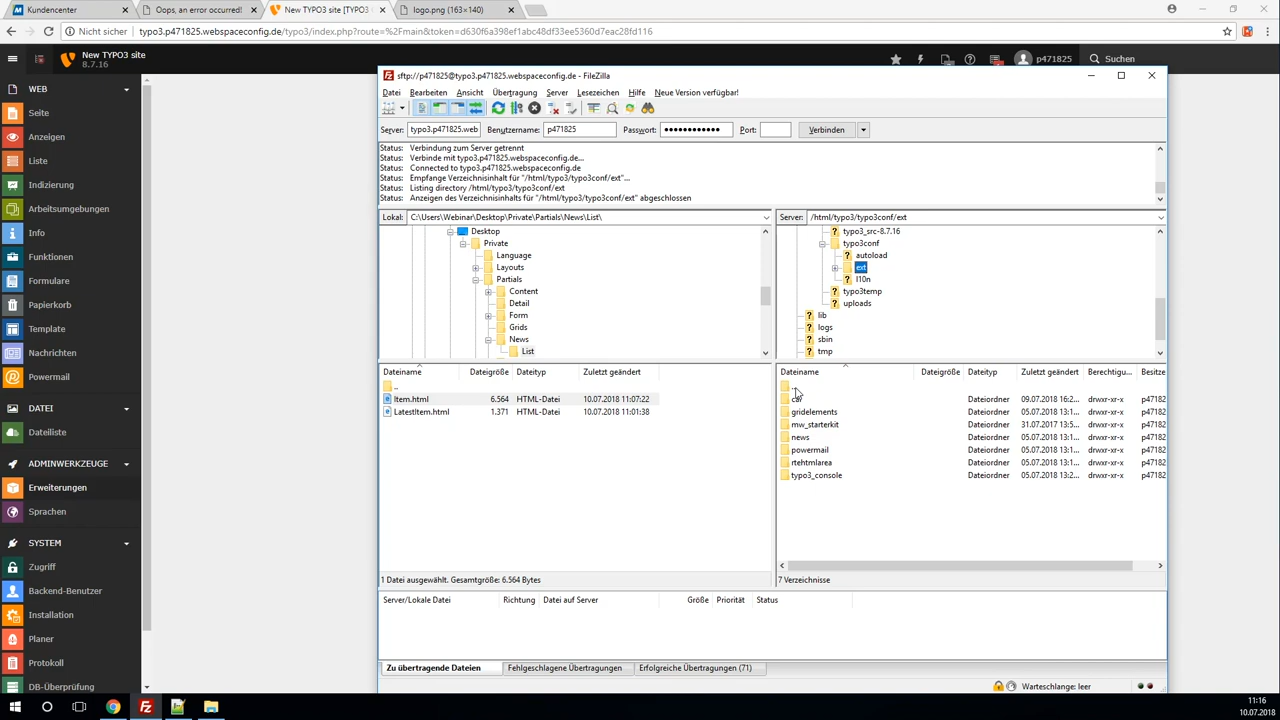 Kundencenter
Oops, an error occurred!
New TYPO3 site [TYPO3
logo.png (163×140)
Nicht sicher
typo3.p471825.webspaceconfig.de/typo3/index.php?route=%2Fmain&token=d630f6a398ef1abc48df33ee5360d7eac28fd116
New TYPO3 site
8.7.16
p471825
Suchen
WEB
Seite
Anzeigen
Liste
Indizierung
Arbeitsumgebungen
Info
Funktionen
Formulare
Papierkorb
Template
Nachrichten
Powermail
DATEI
Dateiliste
ADMINWERKZEUGE
Erweiterungen
Sprachen
SYSTEM
Zugriff
Backend-Benutzer
Installation
Planer
Protokoll
DB-Überprüfung
sftp://p471825@typo3.p471825.webspaceconfig.de - FileZilla
Datei Bearbeiten Ansicht Übertragung Server Lesezeichen Hilfe Neue Version verfügbar!
Server: typo3.p471825.web Benutzername: p471825 Passwort: ●●●●●●●●●●●● Port: Verbinden
Status: Verbindung zum Server getrennt
Status: Verbinde mit typo3.p471825.webspaceconfig.de...
Status: Connected to typo3.p471825.webspaceconfig.de
Status: Empfange Verzeichnisinhalt für "/html/typo3/typo3conf/ext"...
Status: Listing directory /html/typo3/typo3conf/ext
Status: Anzeigen des Verzeichnisinhalts für "/html/typo3/typo3conf/ext" abgeschlossen
Lokal: C:\Users\Webinar\Desktop\Private\Partials\News\List\
Desktop
Private
Language
Layouts
Partials
Content
Detail
Form
Grids
News
List
Server: /html/typo3/typo3conf/ext
typo3_src-8.7.16
typo3conf
autoload
ext
l10n
typo3temp
uploads
lib
logs
sbin
tmp
Dateiname Dateigröße Dateityp Zuletzt geändert
..
Item.html 6.564 HTML-Datei 10.07.2018 11:07:22
LatestItem.html 1.371 HTML-Datei 10.07.2018 11:01:38
1 Datei ausgewählt. Gesamtgröße: 6.564 Bytes
Dateiname Dateigröße Dateityp Zuletzt geändert Berechtigu... Besitze
..
Dateiordner 09.07.2018 16:2... drwxr-xr-x p47182
gridelements Dateiordner 05.07.2018 13:1... drwxr-xr-x p47182
mw_starterkit Dateiordner 31.07.2017 13:5... drwxr-xr-x p47182
news Dateiordner 05.07.2018 13:1... drwxr-xr-x p47182
powermail Dateiordner 05.07.2018 13:1... drwxr-xr-x p47182
rtehtmlarea Dateiordner 05.07.2018 13:1... drwxr-xr-x p47182
typo3_console Dateiordner 05.07.2018 13:2... drwxr-xr-x p47182
7 Verzeichnisse
Server/Lokale Datei Richtung Datei auf Server Größe Priorität Status
Zu übertragende Dateien Fehlgeschlagene Übertragungen Erfolgreiche Übertragungen (71)
Warteschlange: leer
11:16
10.07.2018